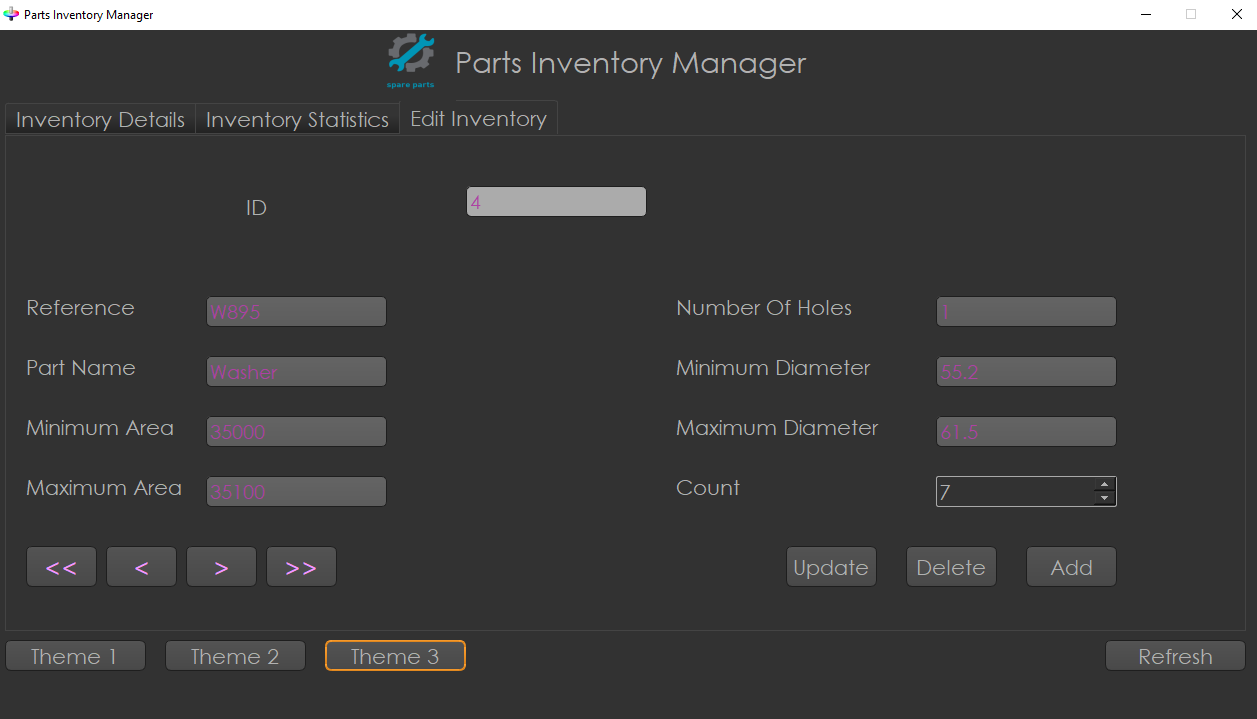 Parts Inventory Manager
spare parts
Parts Inventory Manager
Inventory Details Inventory Statistics Edit Inventory
ID 4
Reference W895 Number Of Holes 1
Part Name Washer Minimum Diameter 55.2
Minimum Area 35000 Maximum Diameter 61.5
Maximum Area 35100 Count 7
<< < > >> Update Delete Add
Theme 1 Theme 2 Theme 3 Refresh